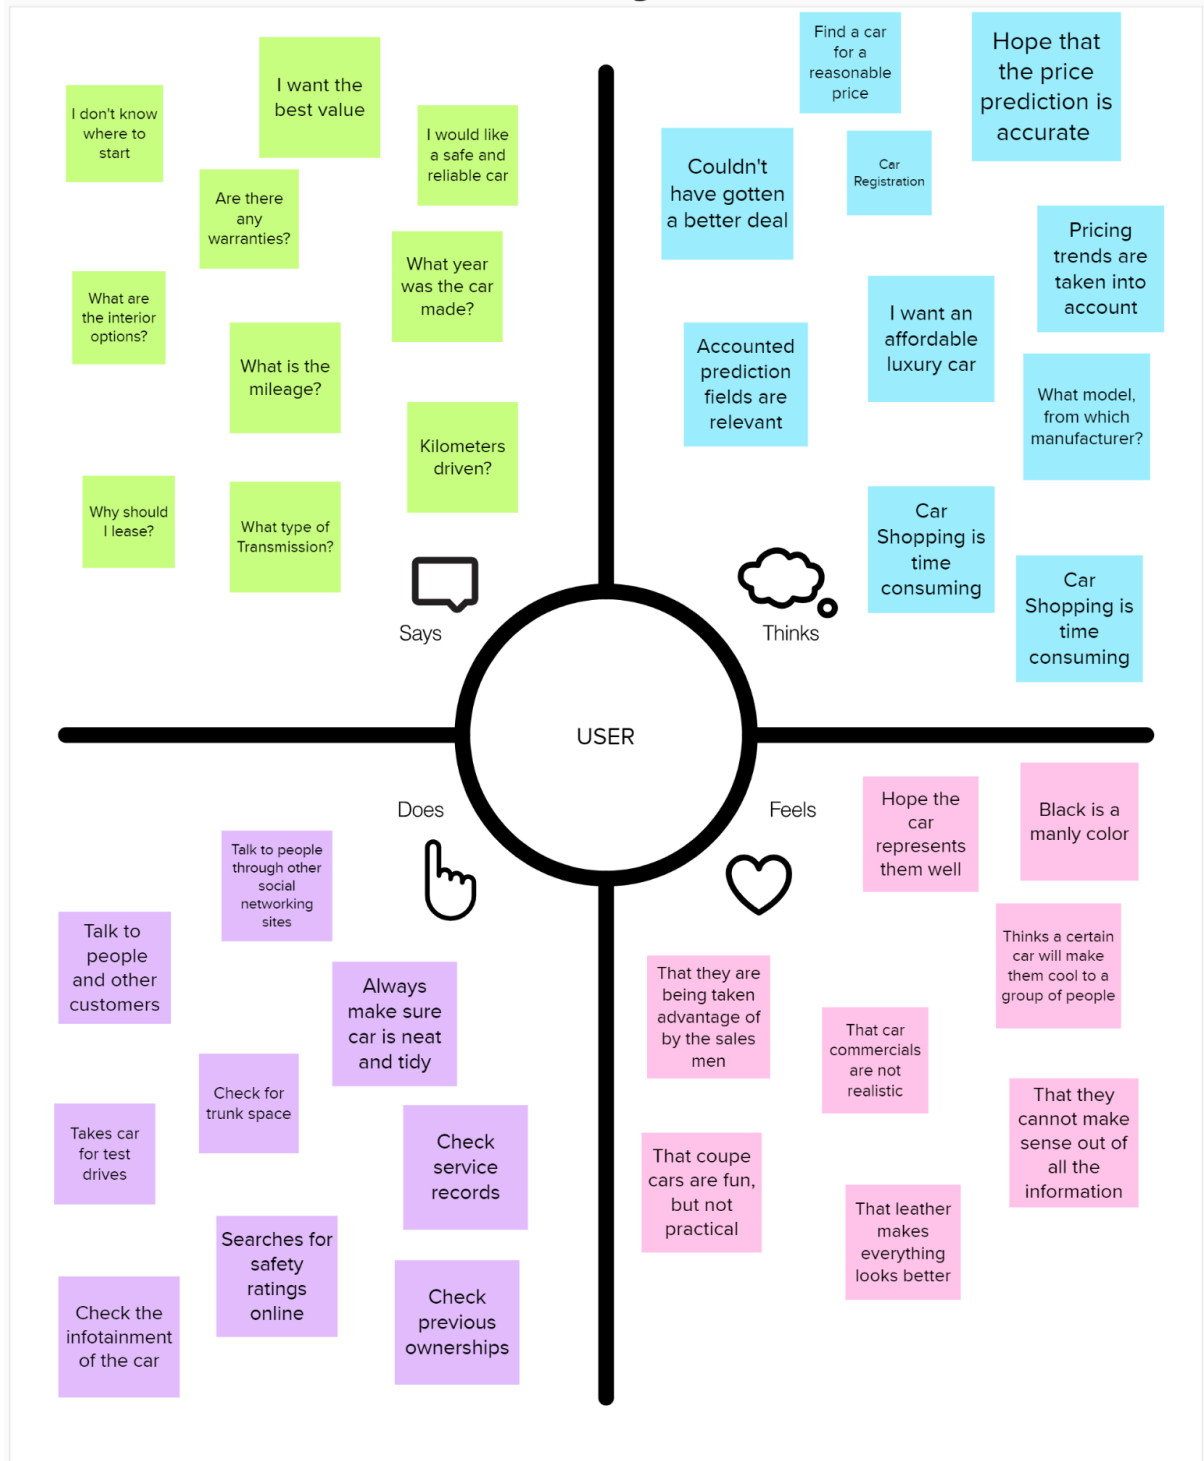 I don't know
where to
start
I want the
best value
I would like
a safe and
reliable car
Are there
any
warranties?
What year
was the car
made?
What are
the interior
options?
What is the
mileage?
Kilometers
driven?
Why should
I lease?
What type of
Transmission?
Says
Find a car
for a
reasonable
price
Hope that
the price
prediction is
accurate
Couldn't
have gotten
a better deal
Car
Registration
Pricing
trends are
taken into
account
I want an
affordable
luxury car
Accounted
prediction
fields are
relevant
What model,
from which
manufacturer?
Car
Shopping is
time
consuming
Car
Shopping is
time
consuming
Thinks
USER
Does
Talk to people
through other
social
networking
sites
Talk to
people
and other
customers
Always
make sure
car is neat
and tidy
Check for
trunk space
Takes car
for test
drives
Check
service
records
Searches for
safety
ratings
online
Check the
infotainment
of the car
Check
previous
ownerships
Feels
Hope the
car
represents
them well
Black is a
manly color
Thinks a certain
car will make
them cool to a
group of people
That they are
being taken
advantage of
by the sales
men
That car
commercials
are not
realistic
That they
cannot make
sense out of
all the
information
That coupe
cars are fun,
but not
practical
That leather
makes
everything
looks better